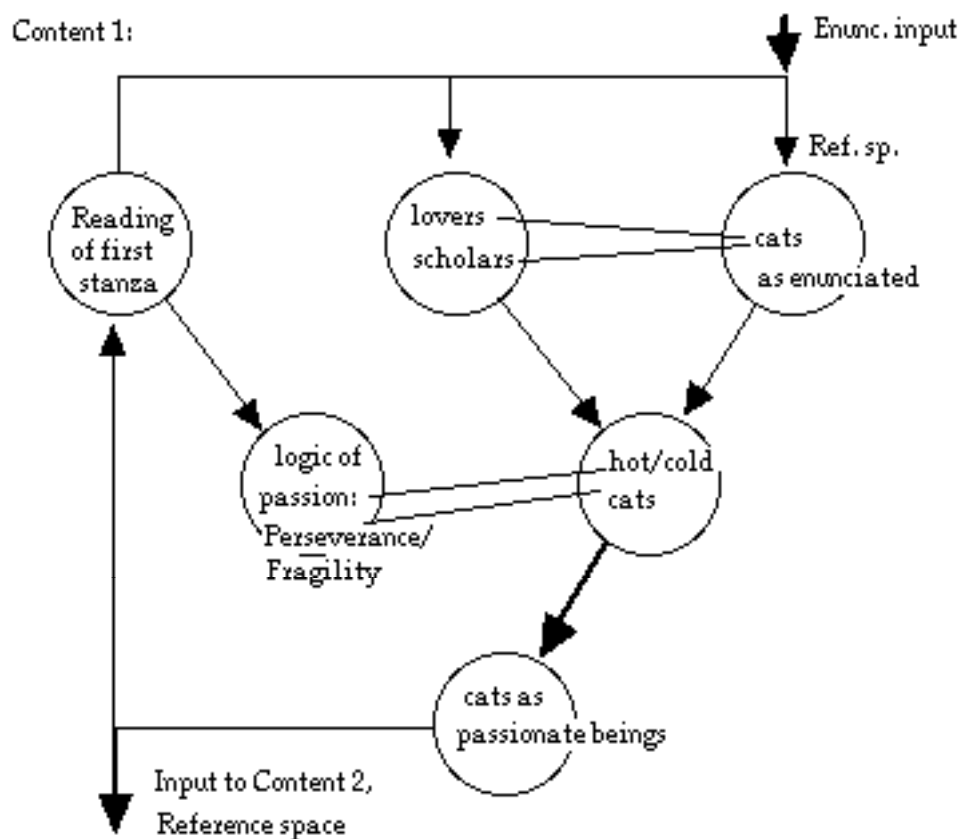 Content 1:
Enunc. input
Ref. sp.
Reading
of first
stanza
lovers
scholars
cats
as enunciated
logic of
passion:
Perseverance/
Fragility
hot/cold
cats
cats as
passionate beings
Input to Content 2,
Reference space